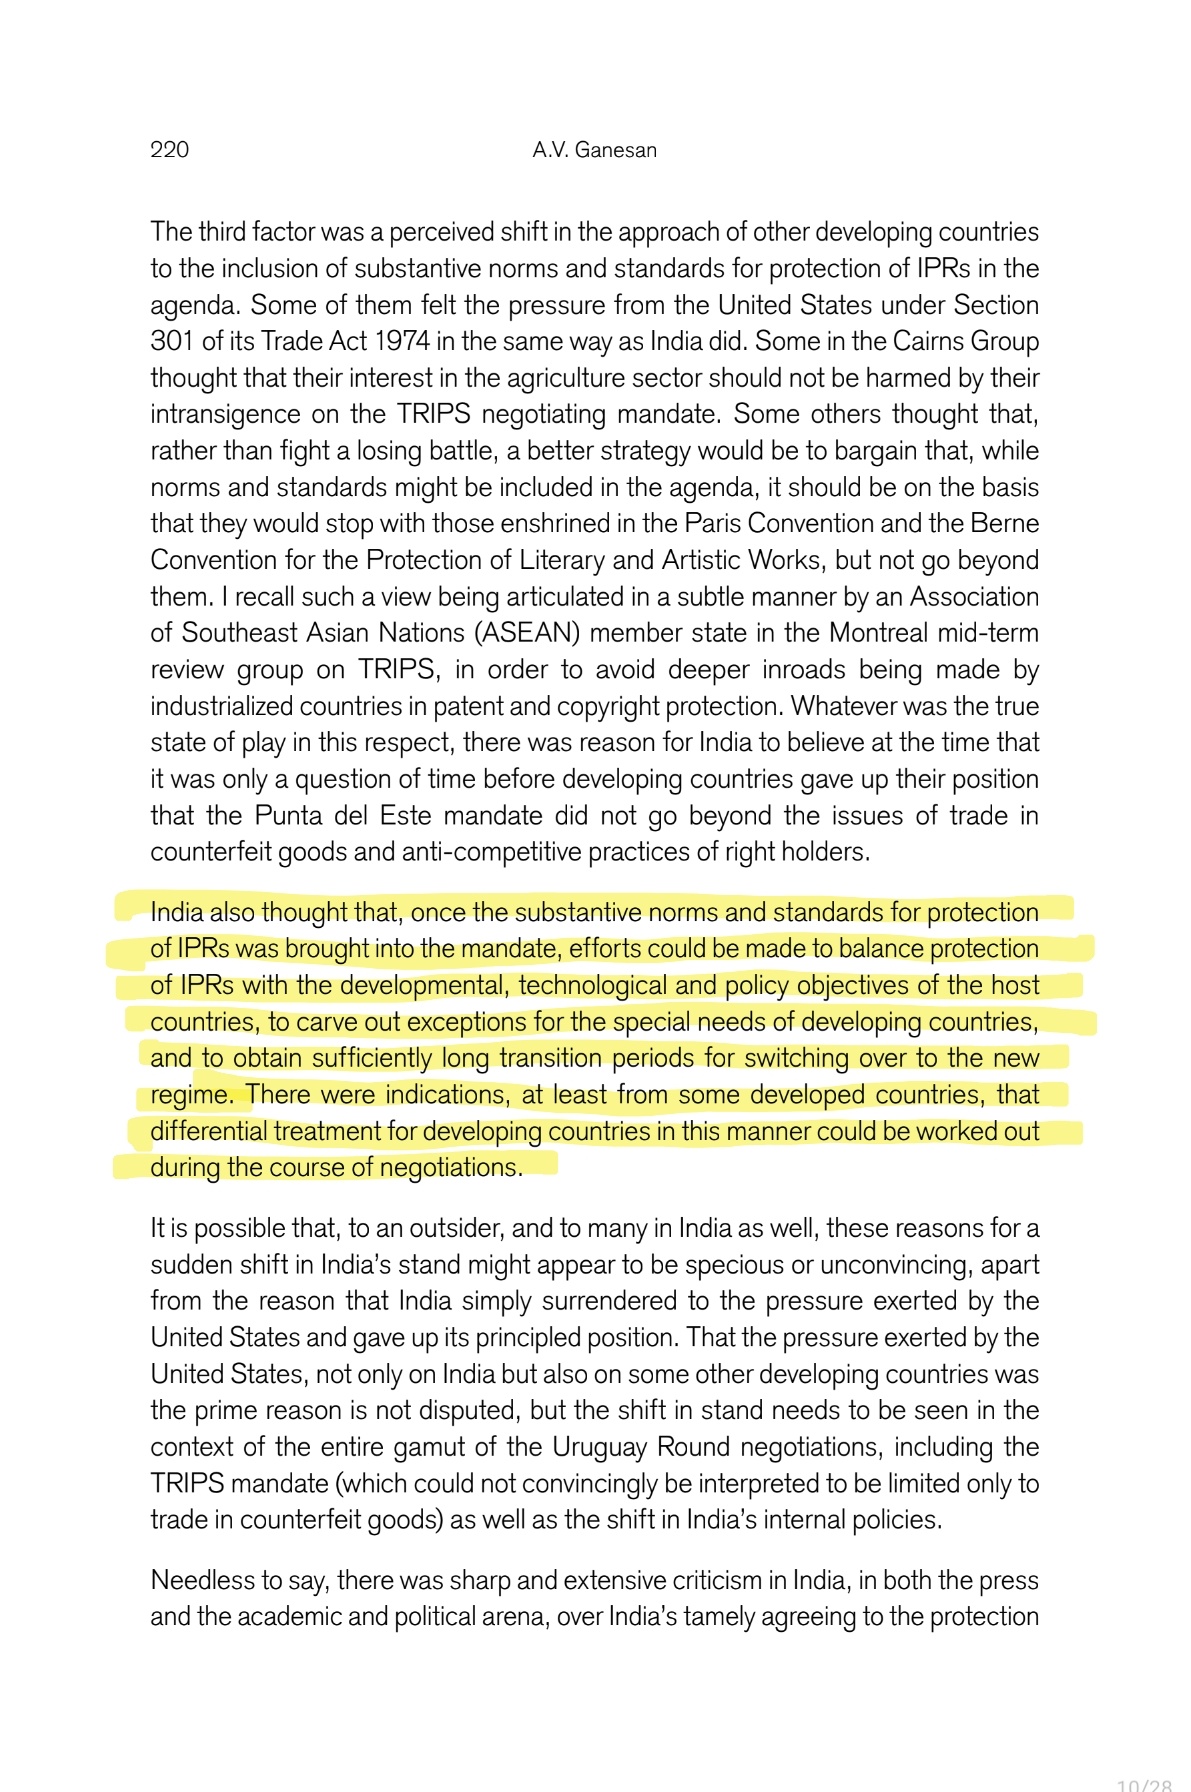 220
A.V. Ganesan
The third factor was a perceived shift in the approach of other developing countries
to the inclusion of substantive norms and standards for protection of IPRs in the
agenda. Some of them felt the pressure from the United States under Section
301 of its Trade Act 1974 in the same way as India did. Some in the Cairns Group
thought that their interest in the agriculture sector should not be harmed by their
intransigence on the TRIPS negotiating mandate. Some others thought that,
rather than fight a losing battle, a better strategy would be to bargain that, while
norms and standards might be included in the agenda, it should be on the basis
that they would stop with those enshrined in the Paris Convention and the Berne
Convention for the Protection of Literary and Artistic Works, but not go beyond
them. I recall such a view being articulated in a subtle manner by an Association
of Southeast Asian Nations (ASEAN) member state in the Montreal mid-term
review group on TRIPS, in order to avoid deeper inroads being made by
industrialized countries in patent and copyright protection. Whatever was the true
state of play in this respect, there was reason for India to believe at the time that
it was only a question of time before developing countries gave up their position
that the Punta del Este mandate did not go beyond the issues of trade in
counterfeit goods and anti-competitive practices of right holders.
India also thought that, once the substantive norms and standards for protection
of IPRs was brought into the mandate, efforts could be made to balance protection
of IPRs with the developmental, technological and policy objectives of the host
countries, to carve out exceptions for the special needs of developing countries,
and to obtain sufficiently long transition periods for switching over to the new
regime. There were indications, at least from some developed countries, that
differential treatment for developing countries in this manner could be worked out
during the course of negotiations.
It is possible that, to an outsider, and to many in India as well, these reasons for a
sudden shift in India’s stand might appear to be specious or unconvincing, apart
from the reason that India simply surrendered to the pressure exerted by the
United States and gave up its principled position. That the pressure exerted by the
United States, not only on India but also on some other developing countries was
the prime reason is not disputed, but the shift in stand needs to be seen in the
context of the entire gamut of the Uruguay Round negotiations, including the
TRIPS mandate (which could not convincingly be interpreted to be limited only to
trade in counterfeit goods) as well as the shift in India’s internal policies.
Needless to say, there was sharp and extensive criticism in India, in both the press
and the academic and political arena, over India’s tamely agreeing to the protection
10/28